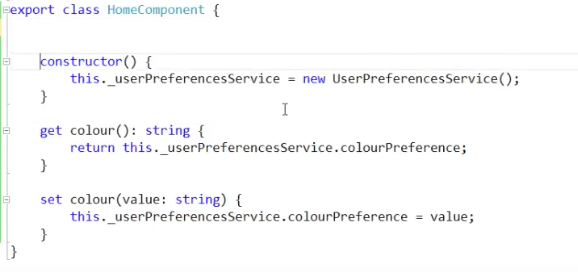 export class HomeComponent {
constructor() {
this._userPreferencesService = new UserPreferencesService();
}
get colour(): string {
return this._userPreferencesService.colourPreference;
}
set colour(value: string) {
this._userPreferencesService.colourPreference = value;
}
}